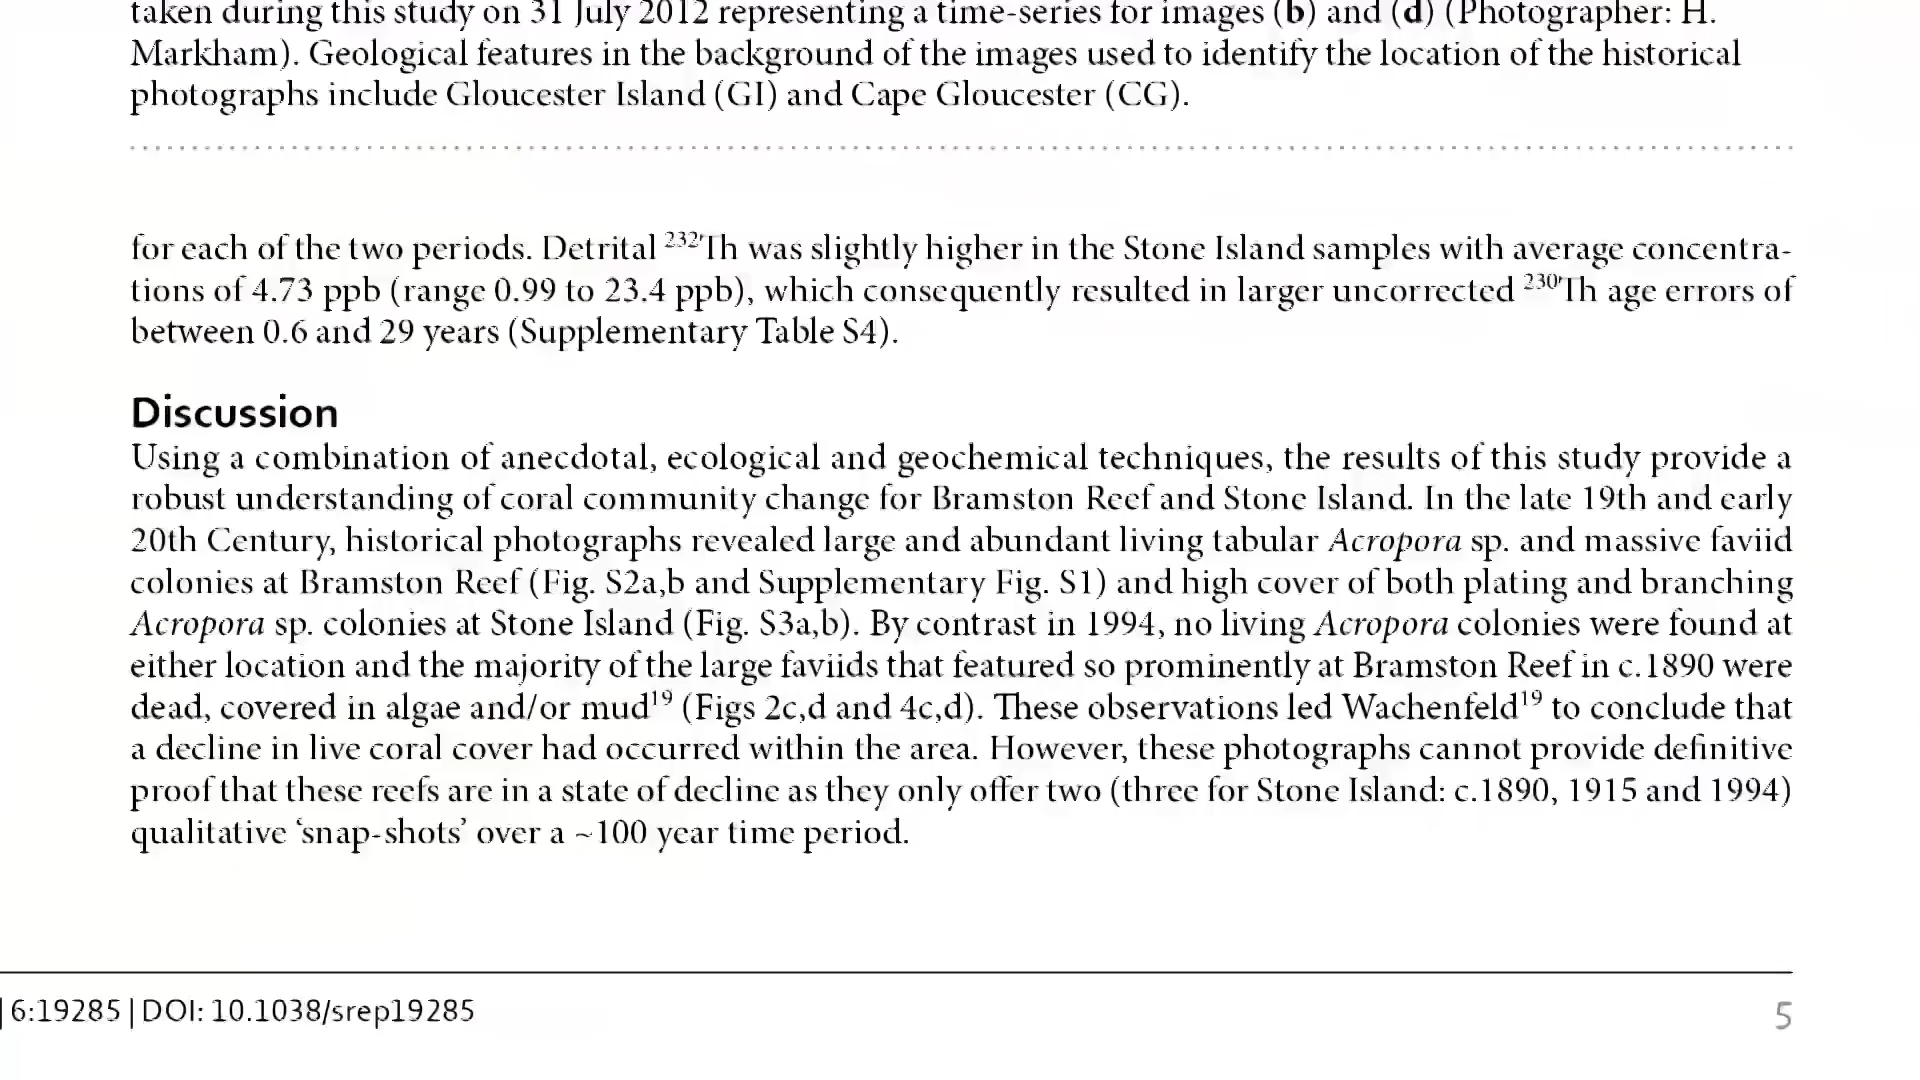 taken during this study on 31 July 2012 representing a time-series for images (b) and (d) (Photographer: H.
Markham). Geological features in the background of the images used to identify the location of the historical
photographs include Gloucester Island (GI) and Cape Gloucester (CG).
for each of the two periods. Detrital ²³²Th was slightly higher in the Stone Island samples with average concentra-
tions of 4.73 ppb (range 0.99 to 23.4 ppb), which consequently resulted in larger uncorrected ²³⁰Th age errors of
between 0.6 and 29 years (Supplementary Table S4).
Discussion
Using a combination of anecdotal, ecological and geochemical techniques, the results of this study provide a
robust understanding of coral community change for Bramston Reef and Stone Island. In the late 19th and early
20th Century, historical photographs revealed large and abundant living tabular Acropora sp. and massive faviid
colonies at Bramston Reef (Fig. S2a,b and Supplementary Fig. S1) and high cover of both plating and branching
Acropora sp. colonies at Stone Island (Fig. S3a,b). By contrast in 1994, no living Acropora colonies were found at
either location and the majority of the large faviids that featured so prominently at Bramston Reef in c.1890 were
dead, covered in algae and/or mud¹⁹ (Figs 2c,d and 4c,d). These observations led Wachenfeld¹⁹ to conclude that
a decline in live coral cover had occurred within the area. However, these photographs cannot provide definitive
proof that these reefs are in a state of decline as they only offer two (three for Stone Island: c.1890, 1915 and 1994)
qualitative ‘snap-shots’ over a ~100 year time period.
| 6:19285 | DOI: 10.1038/srep19285
5